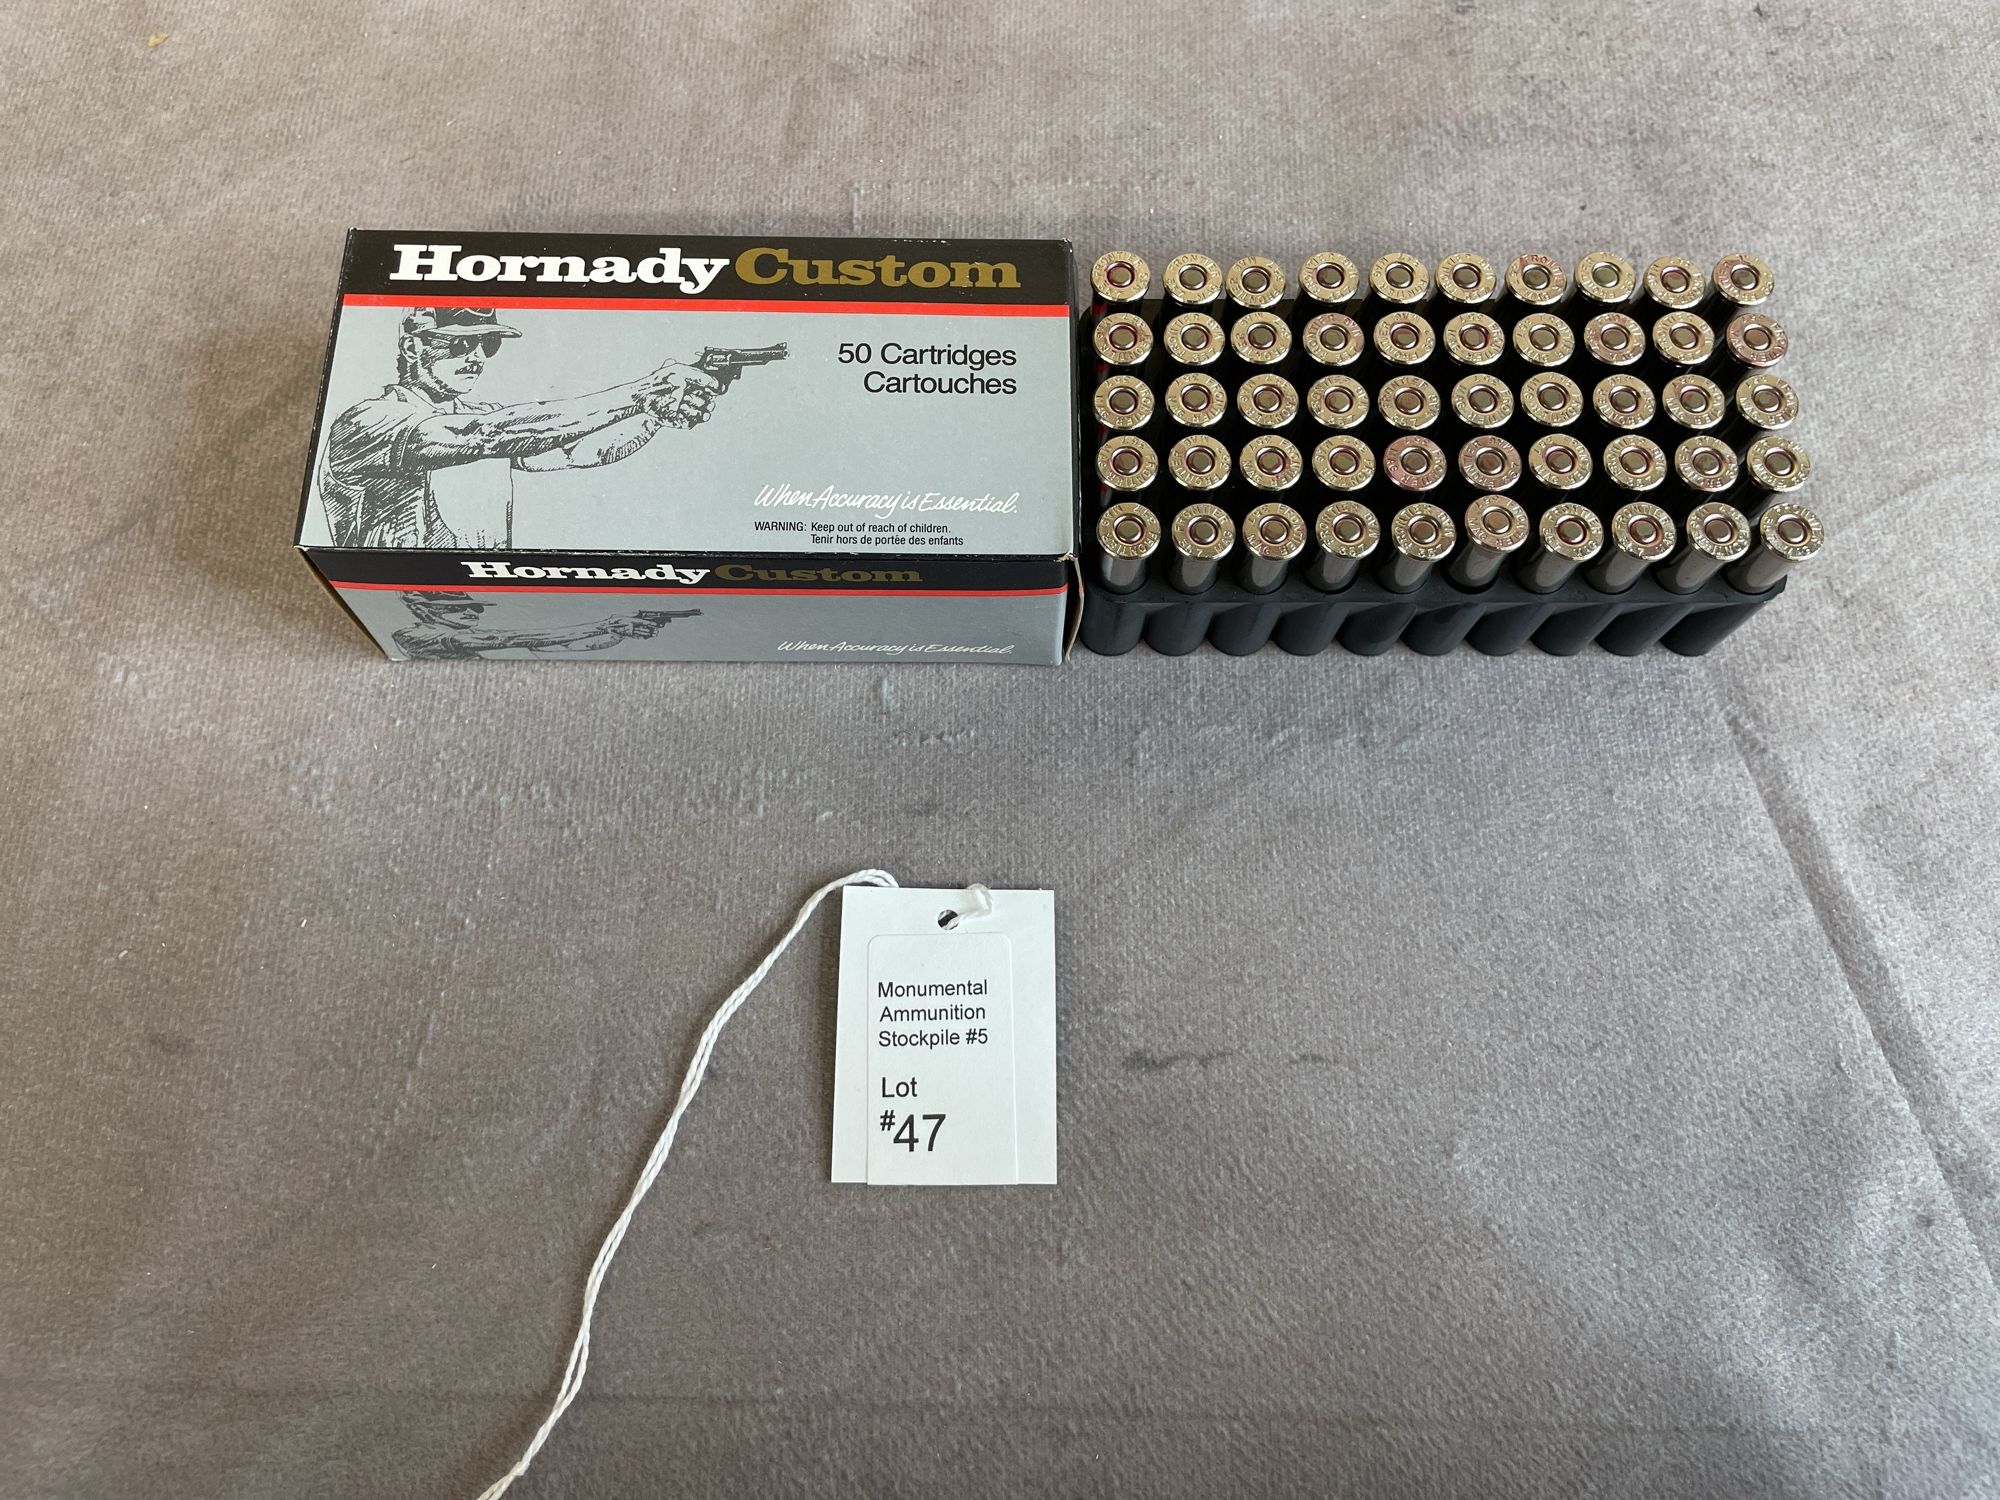 Hornady Custom
50 Cartridges
Cartouches
When Accuracy is Essential.
WARNING: Keep out of reach of children.
Tenir hors de portée des enfants
Hornady Custom
When Accuracy is Essential.
Monumental
Ammunition
Stockpile #5
Lot
#47